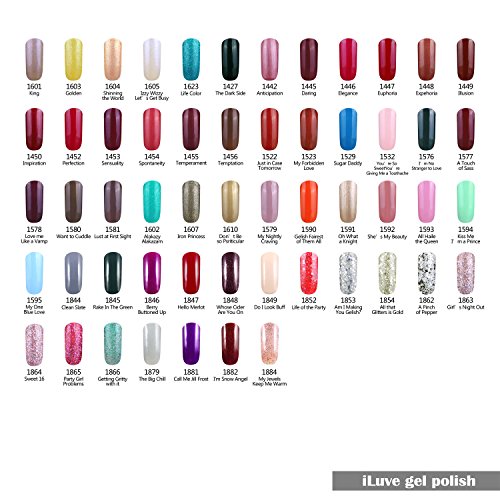 1601 1603 1604 1605 1623 1427 1442 1445 1446 1447 1448 1449
King Golden Shinning Izzy Wizzy Life Color The Dark Side Anticipation Daring Elegance Euphoria Expehoria Illusion
the World Let's Get Busy
1450 1452 1453 1454 1455 1456 1522 1523 1529 1532 1576 1577
Inspiration Perfection Sensuality Spontaneity Temperament Temptation Just in Case My Forbidden Sugar Daddy You're So I'm No A Touch
Tomorrow Love SweetYou're Stranger to Love of Sass
Giving Me a Toothache
1578 1580 1581 1602 1607 1610 1579 1590 1591 1592 1593 1594
Love me Want to Cuddle Lust at First Sight Alakazy Iron Princess Don't Be My Nightly Gelish Fairest Oh What She's My Beauty All Hale Kiss Me
Like a Vamp Alakazam so Particular Craving of Them All a Knight the Queen I'm a Prince
1595 1844 1845 1846 1847 1848 1849 1852 1853 1854 1862 1863
My One Clean Slate Rake In The Green Berry Hello Merlot Whose Cider Do I Look Buff Life of the Party Am I Making All that A Pinch Girl's Night Out
Blue Love Buttoned Up Are You On You Gelish? Glitters is Gold of Pepper
1864 1865 1866 1879 1881 1882 1884
Sweet 16 Party Girl Getting Gritty The Big Chill Call Me Jill Frost I'm Snow Angel My Jewels
Problems with it Keep Me Warm
iLuve gel polish